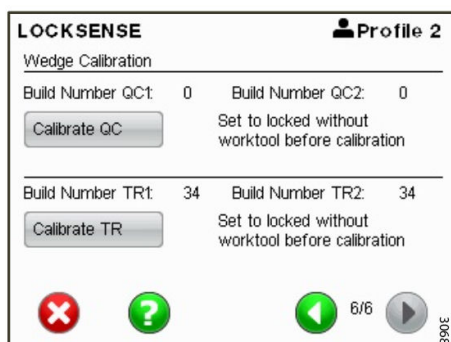 LOCKSENSE Profile 2
Wedge Calibration
Build Number QC1: 0 Build Number QC2: 0
Calibrate QC
Set to locked without
worktool before calibration
Build Number TR1: 34 Build Number TR2: 34
Calibrate TR
Set to locked without
worktool before calibration
? 6/6